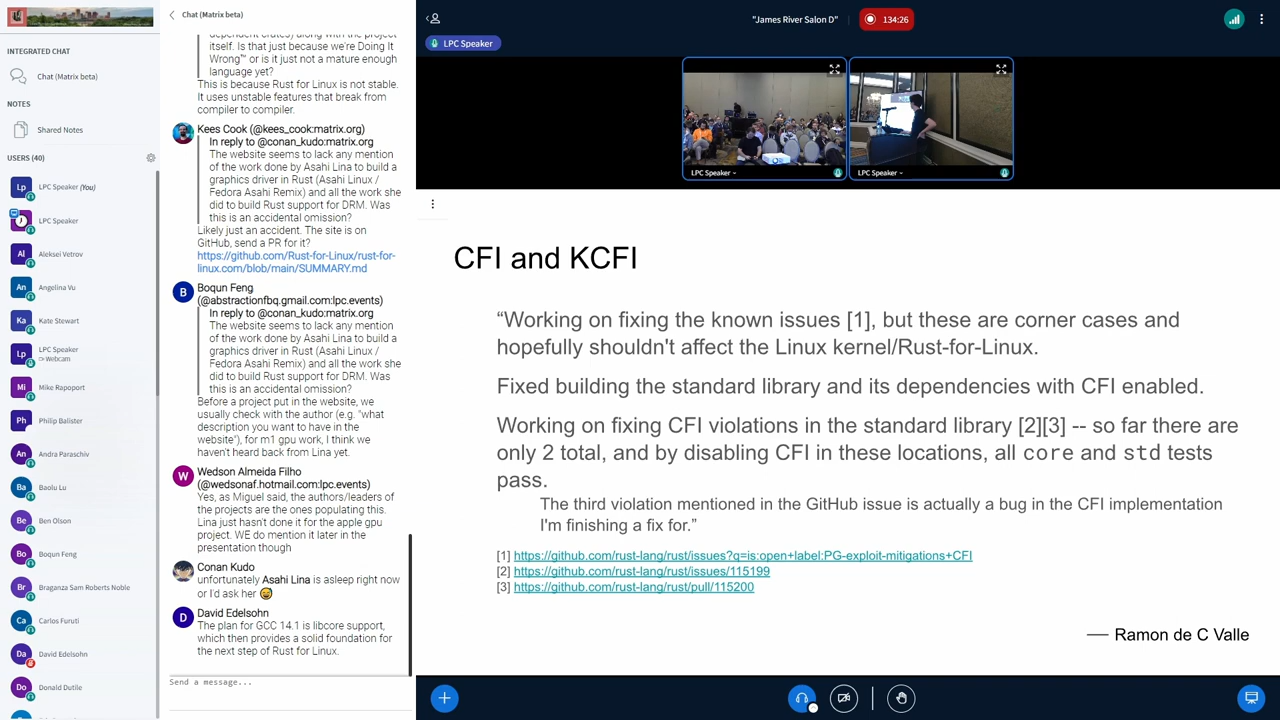 INTEGRATED CHAT
Chat (Matrix beta)
NOTES
Shared Notes
USERS (40)
Lp LPC Speaker (You)
LPC Speaker
Al Aleksei Vetrov
An Angelina Vu
Ka Kate Stewart
Lp LPC Speaker
Webcam
Mi Mike Rapoport
Ph Philip Balister
An Andra Paraschiv
Ba Baolu Lu
Be Ben Olson
Bo Boqun Feng
Br Braganza Sam Roberts Noble
Ca Carlos Furuti
Da David Edelsohn
Do Donald Dutile
Chat (Matrix beta)
dependent crates) along with the project
itself. Is that just because we're Doing It
Wrong™ or is it just not a mature enough
language yet?
This is because Rust for Linux is not stable.
It uses unstable features that break from
compiler to compiler.
Kees Cook (@kees_cook:matrix.org)
In reply to @conan_kudo:matrix.org
The website seems to lack any mention
of the work done by Asahi Lina to build a
graphics driver in Rust (Asahi Linux /
Fedora Asahi Remix) and all the work she
did to build Rust support for DRM. Was
this is an accidental omission?
Likely just an accident. The site is on
GitHub, send a PR for it?
https://github.com/Rust-for-Linux/rust-for-
linux.com/blob/main/SUMMARY.md
B Boqun Feng
(@abstractionfbq.gmail.com:lpc.events)
In reply to @conan_kudo:matrix.org
The website seems to lack any mention
of the work done by Asahi Lina to build a
graphics driver in Rust (Asahi Linux /
Fedora Asahi Remix) and all the work she
did to build Rust support for DRM. Was
this is an accidental omission?
Before a project put in the website, we
usually check with the author (e.g. "what
description you want to have in the
website"), for m1 gpu work, I think we
haven't heard back from Lina yet.
W Wedson Almeida Filho
(@wedsonaf.hotmail.com:lpc.events)
Yes, as Miguel said, the authors/leaders of
the projects are the ones populating this.
Lina just hasn't done it for the apple gpu
project. WE do mention it later in the
presentation though
Conan Kudo
unfortunately Asahi Lina is asleep right now
or I'd ask her 😅
D David Edelsohn
The plan for GCC 14.1 is libcore support,
which then provides a solid foundation for
the next step of Rust for Linux.
Send a message...
"James River Salon D"
134:26
LPC Speaker
LPC Speaker
LPC Speaker
CFI and KCFI
“Working on fixing the known issues [1], but these are corner cases and
hopefully shouldn't affect the Linux kernel/Rust-for-Linux.
Fixed building the standard library and its dependencies with CFI enabled.
Working on fixing CFI violations in the standard library [2][3] -- so far there are
only 2 total, and by disabling CFI in these locations, all core and std tests
pass.
The third violation mentioned in the GitHub issue is actually a bug in the CFI implementation
I'm finishing a fix for.”
[1] https://github.com/rust-lang/rust/issues?q=is:open+label:PG-exploit-mitigations+CFI
[2] https://github.com/rust-lang/rust/issues/115199
[3] https://github.com/rust-lang/rust/pull/115200
— Ramon de C Valle